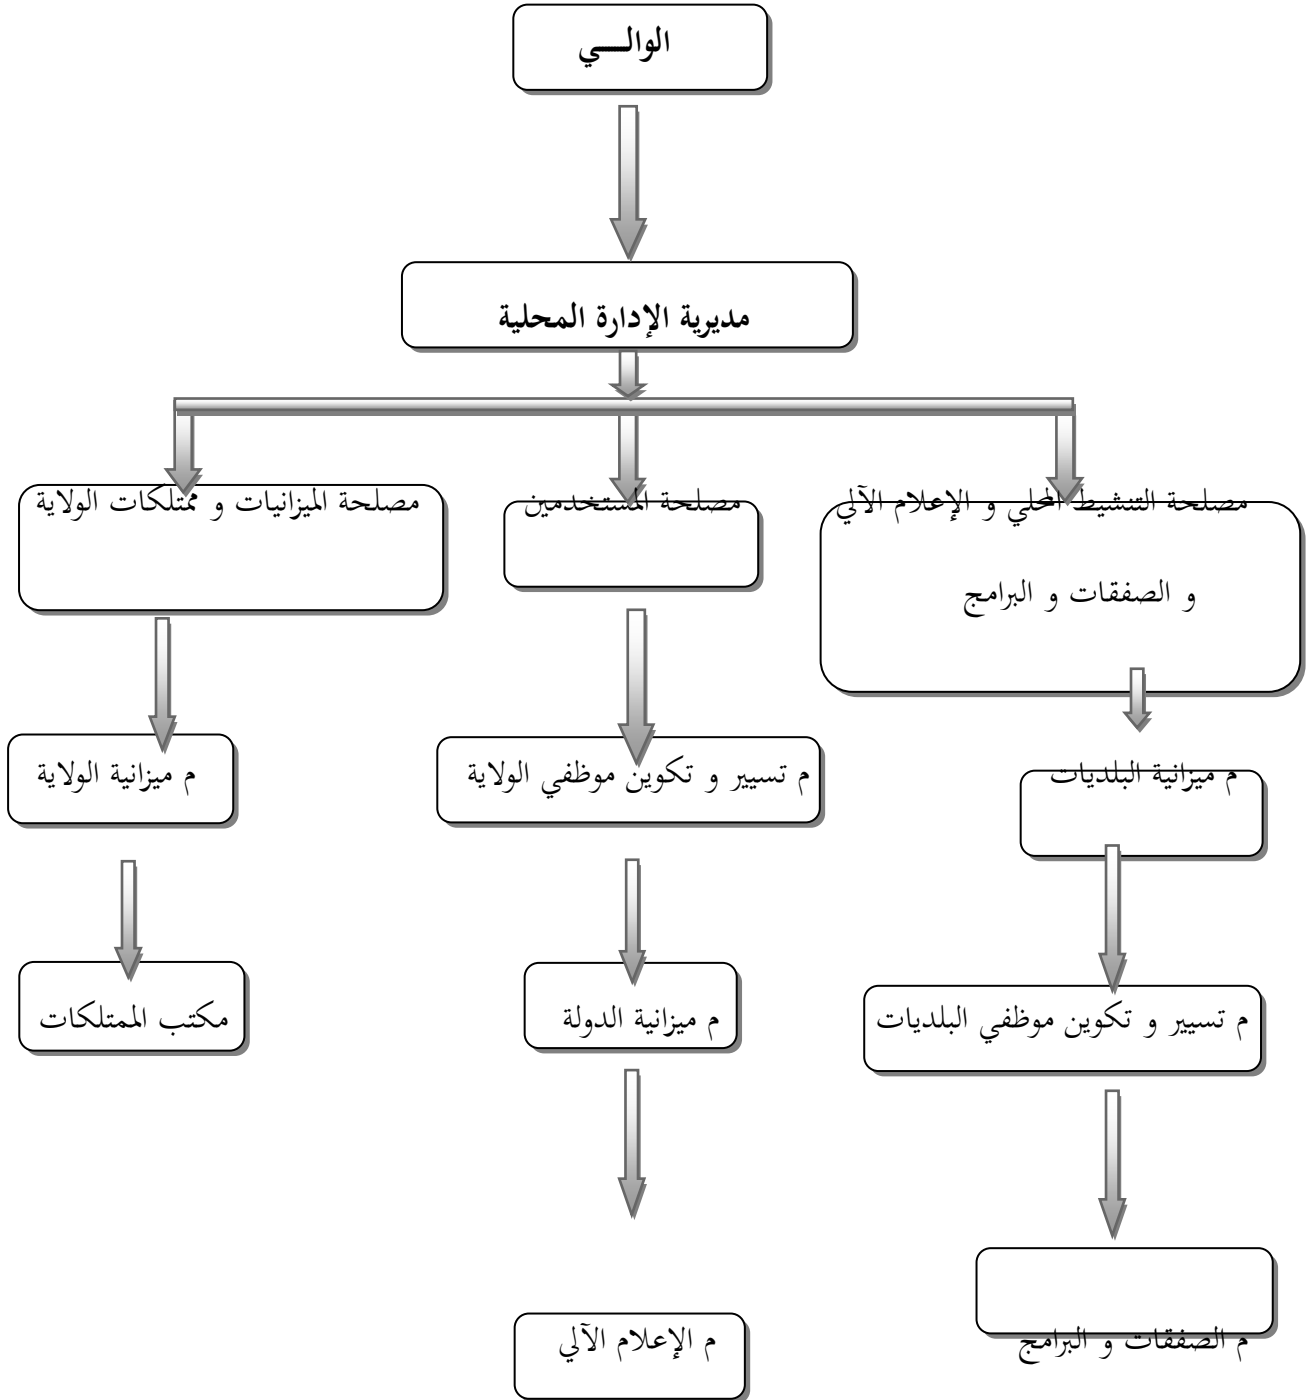 الوالــــي
مديرية الإدارة المحلية
مصلحة التنشيط المحلي و الإعلام الآلي
و الصفقات و البرامج
مصلحة المستخدمين
مصلحة الميزانيات و ممتلكات الولاية
م ميزانية البلديات
م تسيير و تكوين موظفي الولاية
م ميزانية الولاية
م تسيير و تكوين موظفي البلديات
م ميزانية الدولة
مكتب الممتلكات
م الصفقات و البرامج
م الإعلام الآلي